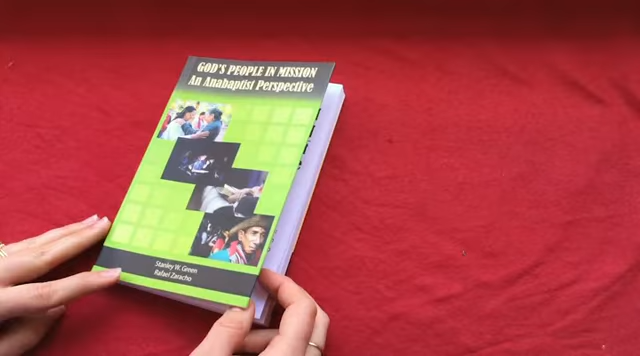 GOD'S PEOPLE IN MISSION
An Anabaptist Perspective
Stanley W. Green
Rafael Zaracho